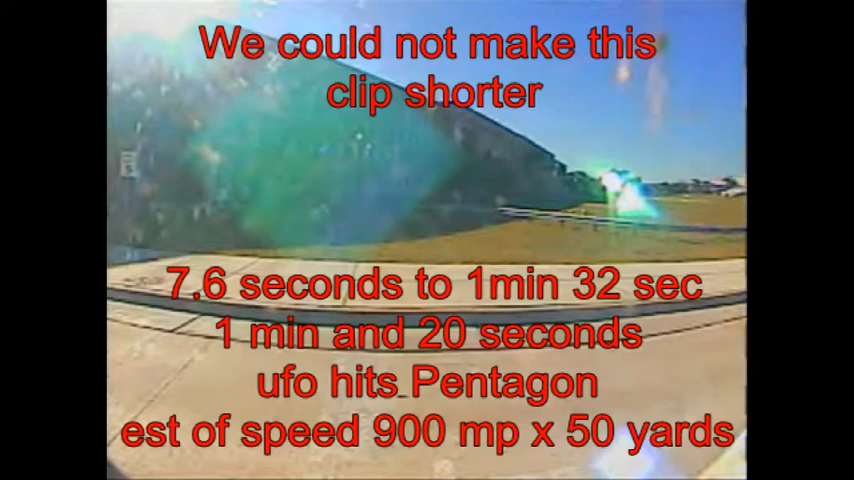 We could not make this
clip shorter
7.6 seconds to 1min 32 sec
1 min and 20 seconds
ufo hits Pentagon
est of speed 900 mp x 50 yards